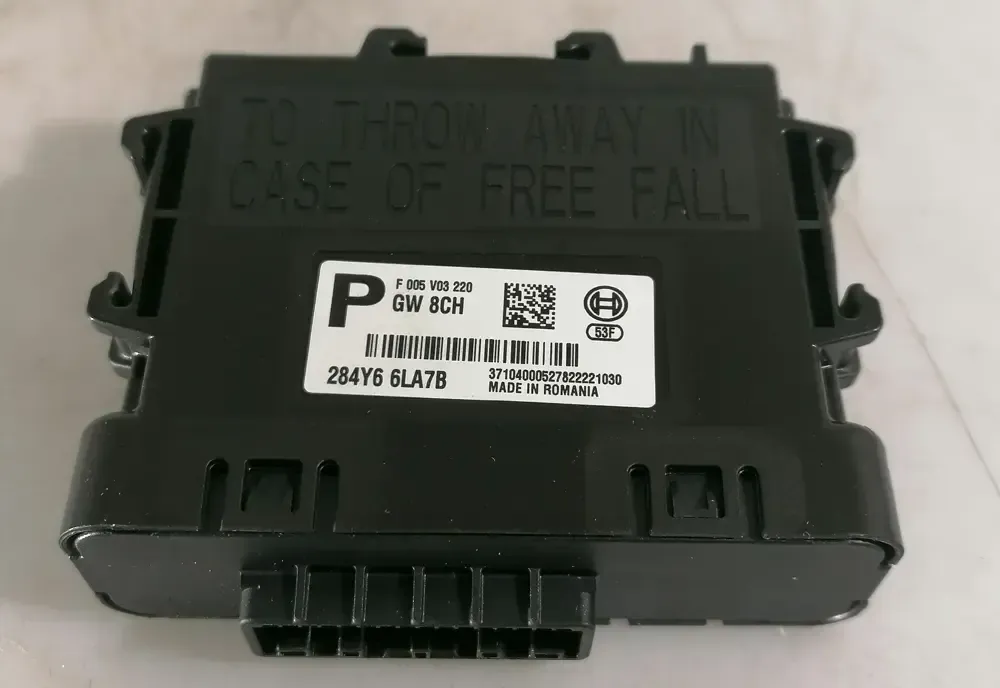 TO THROW AWAY IN
CASE OF FREE FALL
P
F 005 V03 220
GW 8CH
53F
284Y6 6LA7B
37104000527822221030
MADE IN ROMANIA